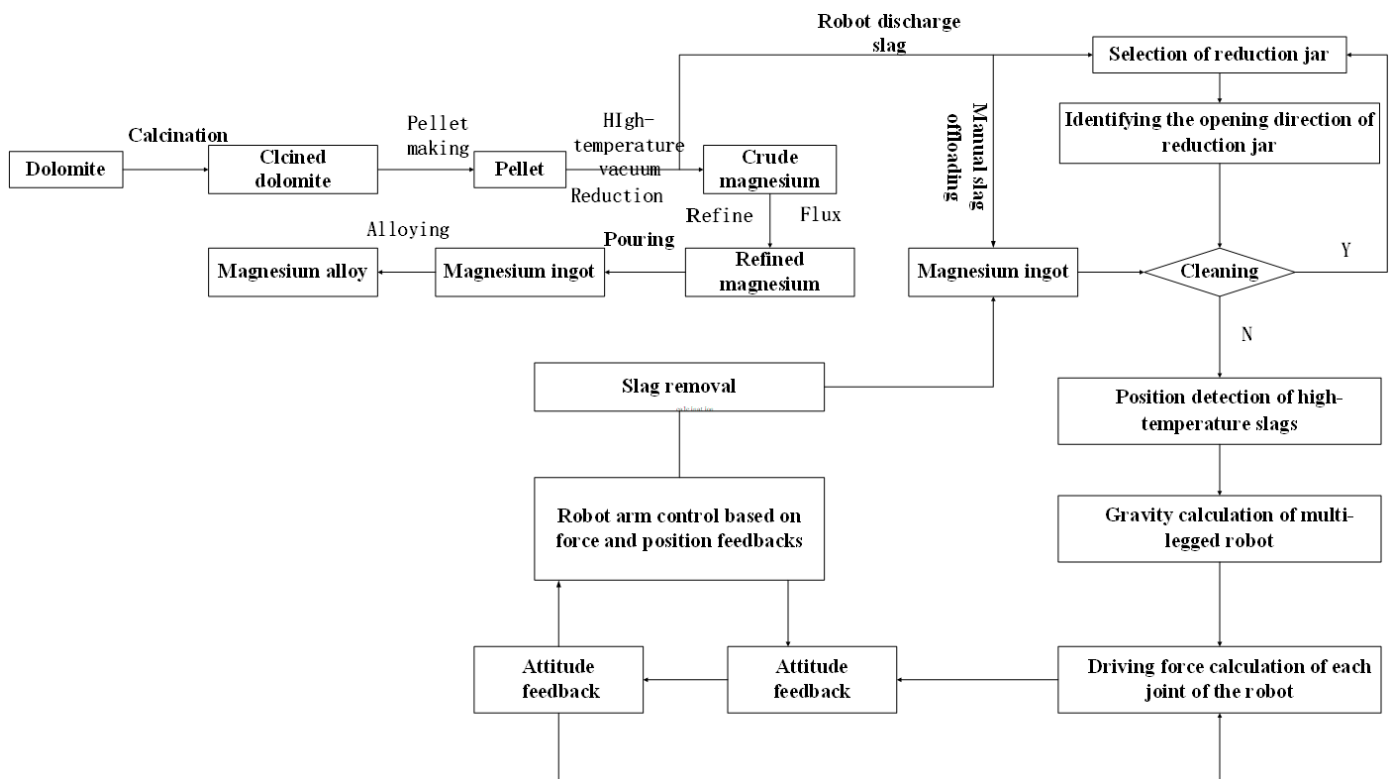 Robot discharge
slag
Selection of reduction jar
Manual slag
offloading
Identifying the opening direction of
reduction jar
Calcination
Pellet
making
HIgh-
temperature
vacuum
Reduction
Dolomite
Clcined
dolomite
Pellet
Crude
magnesium
Refine
Flux
Alloying
Pouring
Magnesium alloy
Magnesium ingot
Refined
magnesium
Magnesium ingot
Cleaning
Y
N
Slag removal
Position detection of high-
temperature slags
Robot arm control based on
force and position feedbacks
Gravity calculation of multi-
legged robot
Attitude
feedback
Attitude
feedback
Driving force calculation of each
joint of the robot